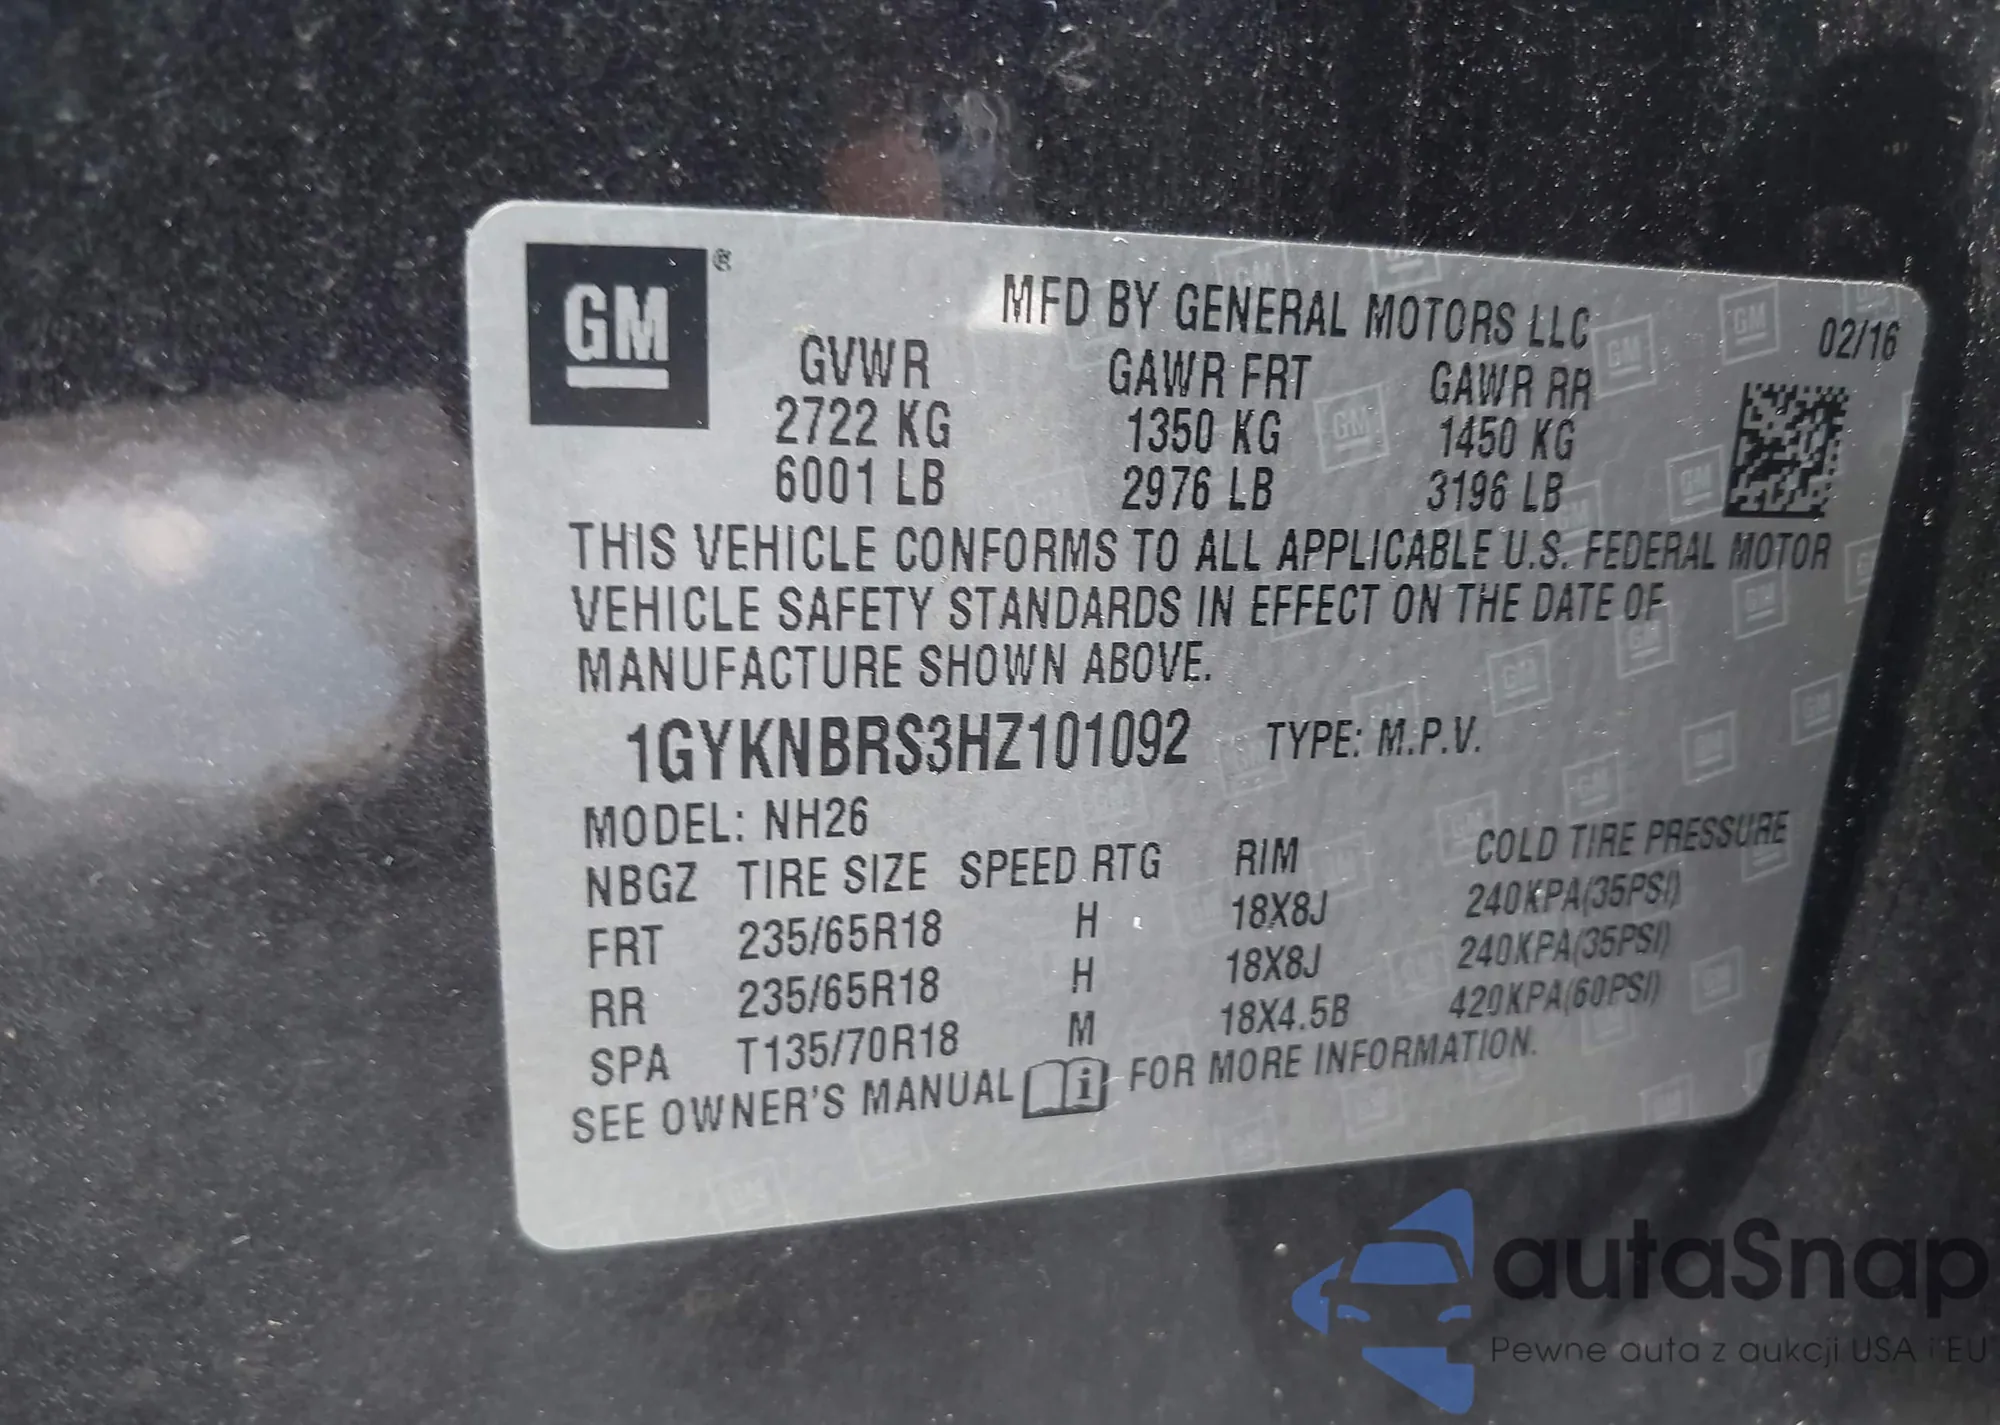 GM ®
MFD BY GENERAL MOTORS LLC
02/16
GVWR GAWR FRT GAWR RR
2722 KG 1350 KG 1450 KG
6001 LB 2976 LB 3196 LB
THIS VEHICLE CONFORMS TO ALL APPLICABLE U.S. FEDERAL MOTOR
VEHICLE SAFETY STANDARDS IN EFFECT ON THE DATE OF
MANUFACTURE SHOWN ABOVE.
1GYKNBRS3HZ101092 TYPE: M.P.V.
MODEL: NH26
NBGZ TIRE SIZE SPEED RTG RIM COLD TIRE PRESSURE
FRT 235/65R18 H 18X8J 240KPA(35PSI)
RR 235/65R18 H 18X8J 240KPA(35PSI)
SPA T135/70R18 M 18X4.5B 420KPA(60PSI)
SEE OWNER'S MANUAL i FOR MORE INFORMATION.
autaSnap
Pewne auta z aukcji USA i EU